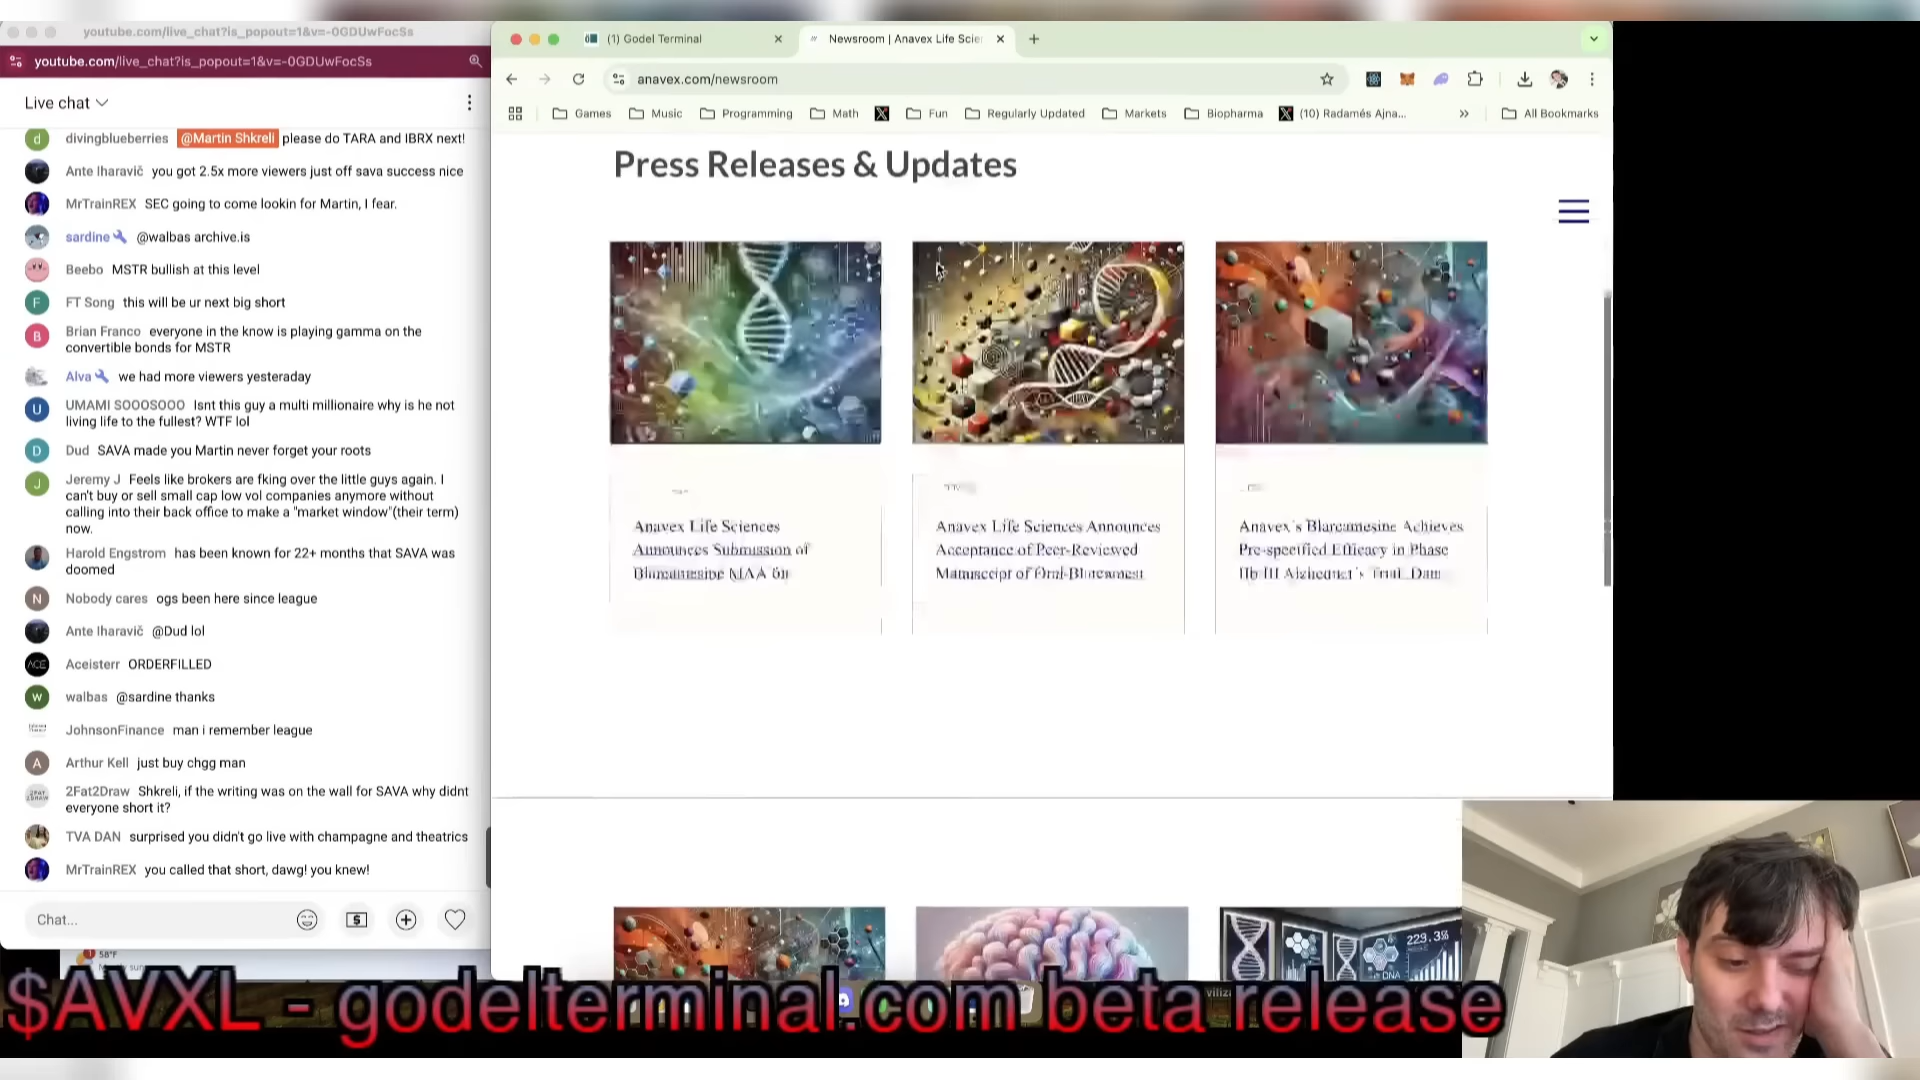 youtube.com/live_chat?is_popout=1&v=-0GDUwFocSs
youtube.com/live_chat?is_popout=1&v=-0GDUwFocSs
Live chat
divingblueberries @Martin Shkreli please do TARA and IBRX next!
Ante Iharavič you got 2.5x more viewers just off sava success nice
MrTrainREX SEC going to come lookin for Martin, I fear.
sardine @walbas archive.is
Beebo MSTR bullish at this level
FT Song this will be ur next big short
Brian Franco everyone in the know is playing gamma on the
convertible bonds for MSTR
Alva we had more viewers yesteraday
UMAMI SOOOSOOO Isnt this guy a multi millionaire why is he not
living life to the fullest? WTF lol
Dud SAVA made you Martin never forget your roots
Jeremy J Feels like brokers are fking over the little guys again. I
can't buy or sell small cap low vol companies anymore without
calling into their back office to make a "market window"(their term)
now.
Harold Engstrom has been known for 22+ months that SAVA was
doomed
Nobody cares ogs been here since league
Ante Iharavič @Dud lol
Aceisterr ORDERFILLED
walbas @sardine thanks
JohnsonFinance man i remember league
Arthur Kell just buy chgg man
2Fat2Draw Shkreli, if the writing was on the wall for SAVA why didnt
everyone short it?
TVA DAN surprised you didn't go live with champagne and theatrics
MrTrainREX you called that short, dawg! you knew!
Chat...
58°F
(1) Godel Terminal
Newsroom | Anavex Life Scie
anavex.com/newsroom
Games Music Programming Math Fun Regularly Updated Markets Biopharma (10) Radamés Ajna... » All Bookmarks
Press Releases & Updates
Anavex Life Sciences
Announces Submission of
Anavex Life Sciences Announces
Acceptance of Peer-Reviewed
Manuscript of Oral
Anavex's Blarcamesine Achieves
Pre-specified Efficacy in Phase
IIb/III Alzheimer's Trial
223.3%
DNA
$AVXL - godelterminal.com beta release